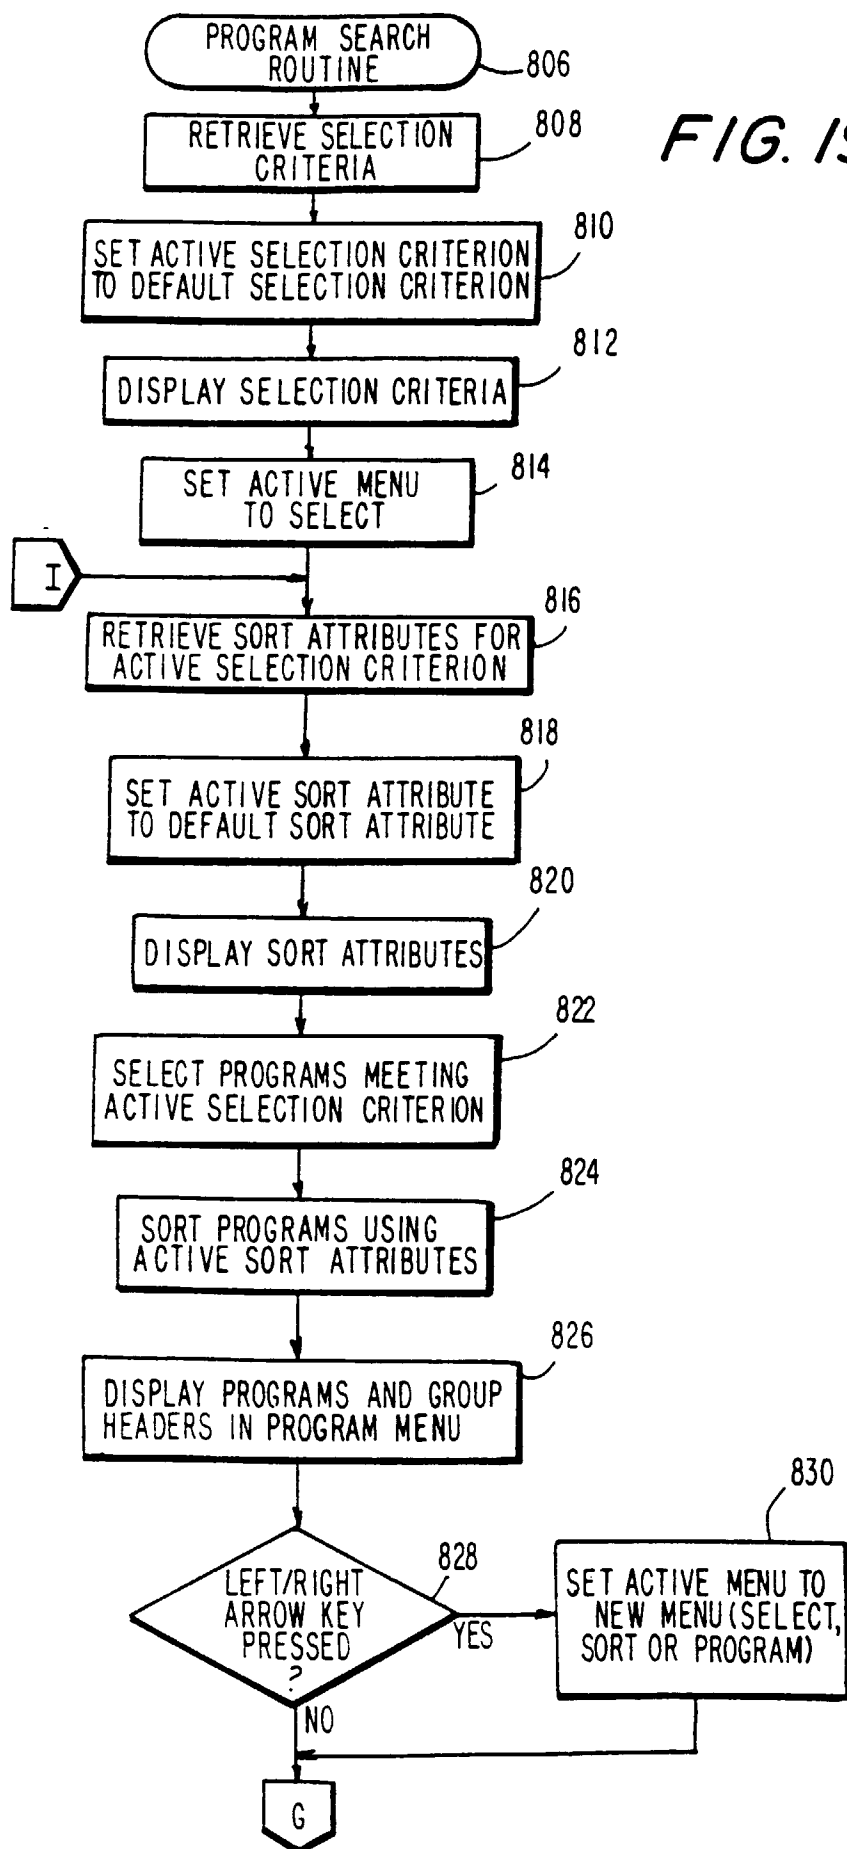 PROGRAM SEARCH
ROUTINE
806
RETRIEVE SELECTION
CRITERIA
808
FIG. 19
SET ACTIVE SELECTION CRITERION
TO DEFAULT SELECTION CRITERION
810
DISPLAY SELECTION CRITERIA
812
SET ACTIVE MENU
TO SELECT
814
I
RETRIEVE SORT ATTRIBUTES FOR
ACTIVE SELECTION CRITERION
816
SET ACTIVE SORT ATTRIBUTE
TO DEFAULT SORT ATTRIBUTE
818
DISPLAY SORT ATTRIBUTES
820
SELECT PROGRAMS MEETING
ACTIVE SELECTION CRITERION
822
SORT PROGRAMS USING
ACTIVE SORT ATTRIBUTES
824
DISPLAY PROGRAMS AND GROUP
HEADERS IN PROGRAM MENU
826
LEFT/RIGHT
ARROW KEY
PRESSED
?
828
YES
SET ACTIVE MENU TO
NEW MENU (SELECT,
SORT OR PROGRAM)
830
NO
G